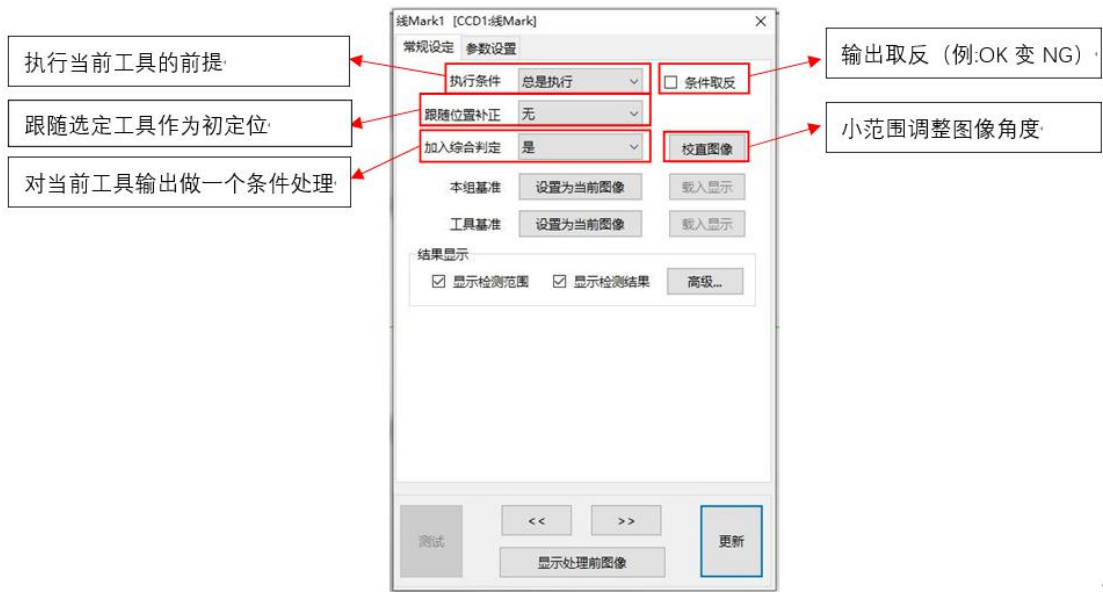 线Mark1 [CCD1:线Mark]
常规设定 参数设置
执行当前工具的前提
执行条件 总是执行 条件取反
输出取反（例:OK 变 NG）
跟随选定工具作为初定位
跟随位置补正 无
小范围调整图像角度
加入综合判定 是 校直图像
对当前工具输出做一个条件处理
本组基准 设置为当前图像 载入显示
工具基准 设置为当前图像 载入显示
结果显示
显示检测范围 显示检测结果 高级...
<< >>
测试 更新
显示处理前图像